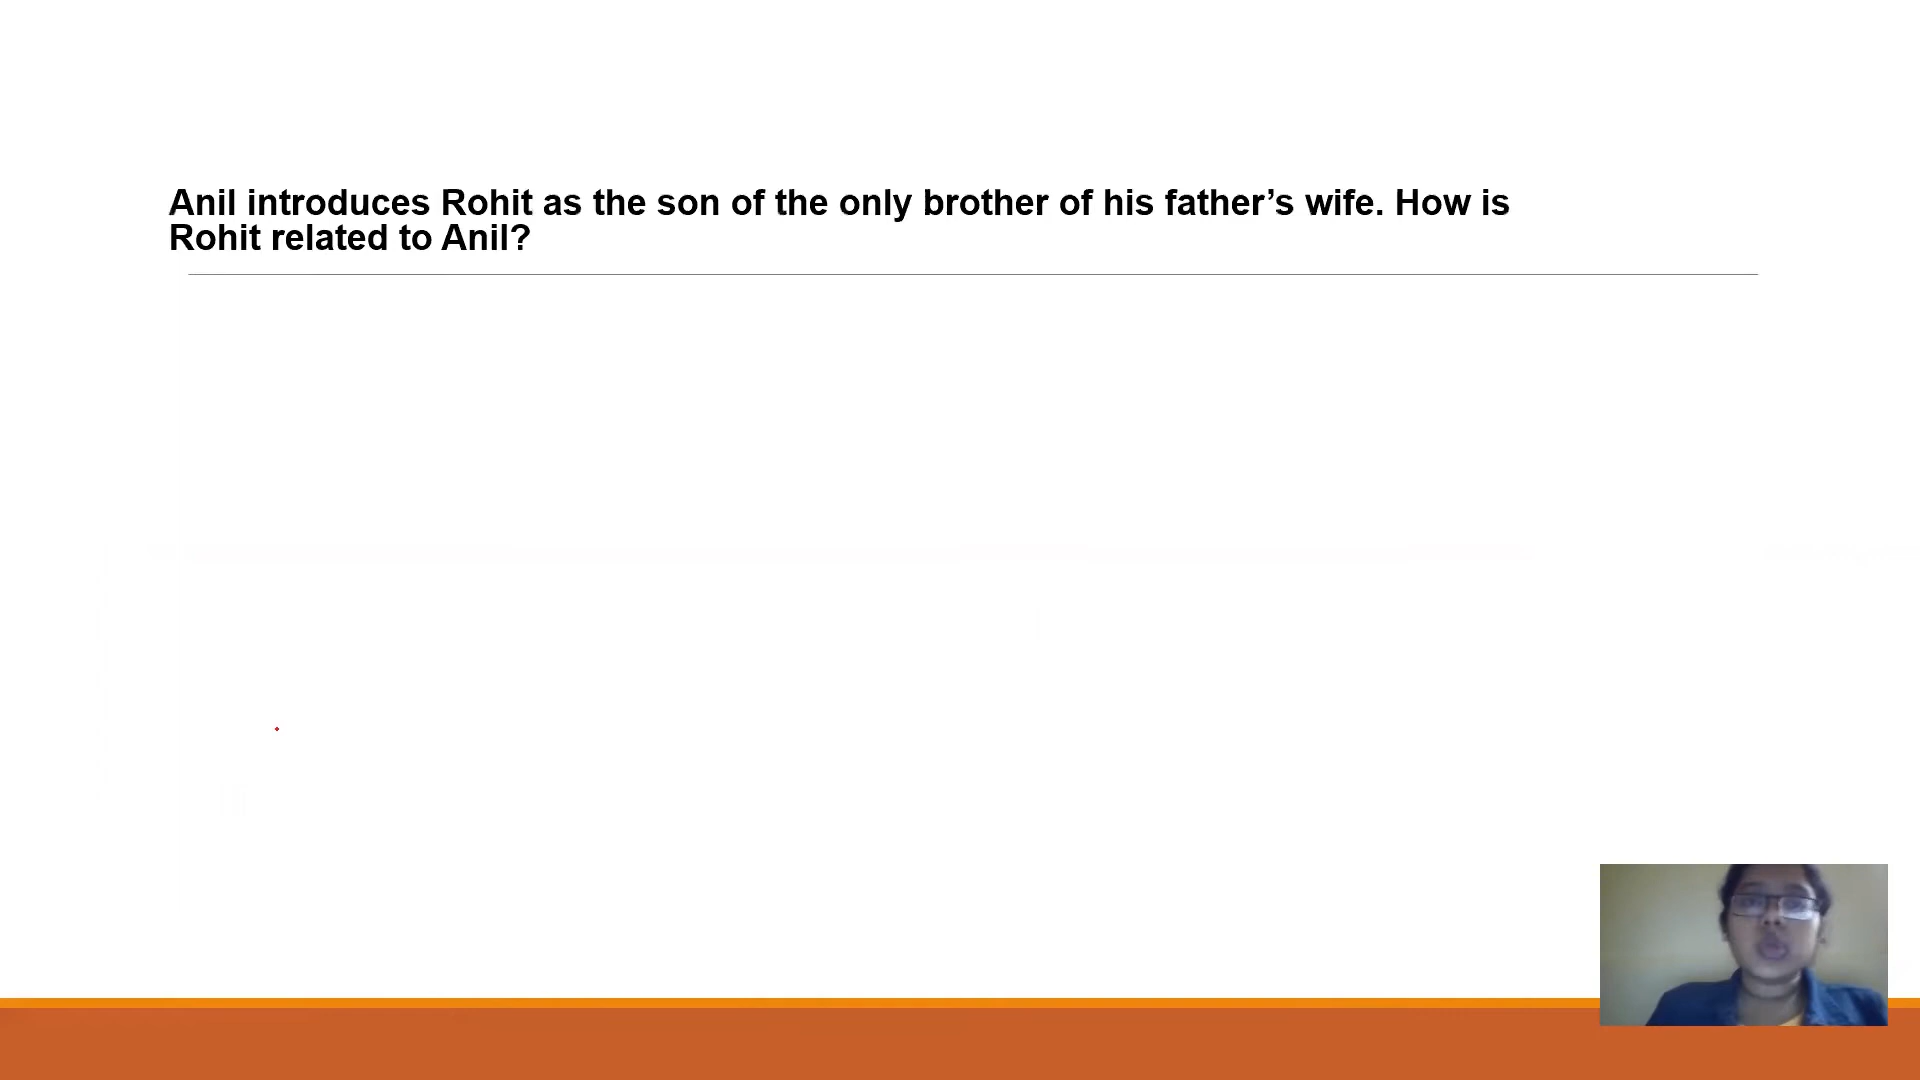 Anil introduces Rohit as the son of the only brother of his father’s wife. How is
Rohit related to Anil?